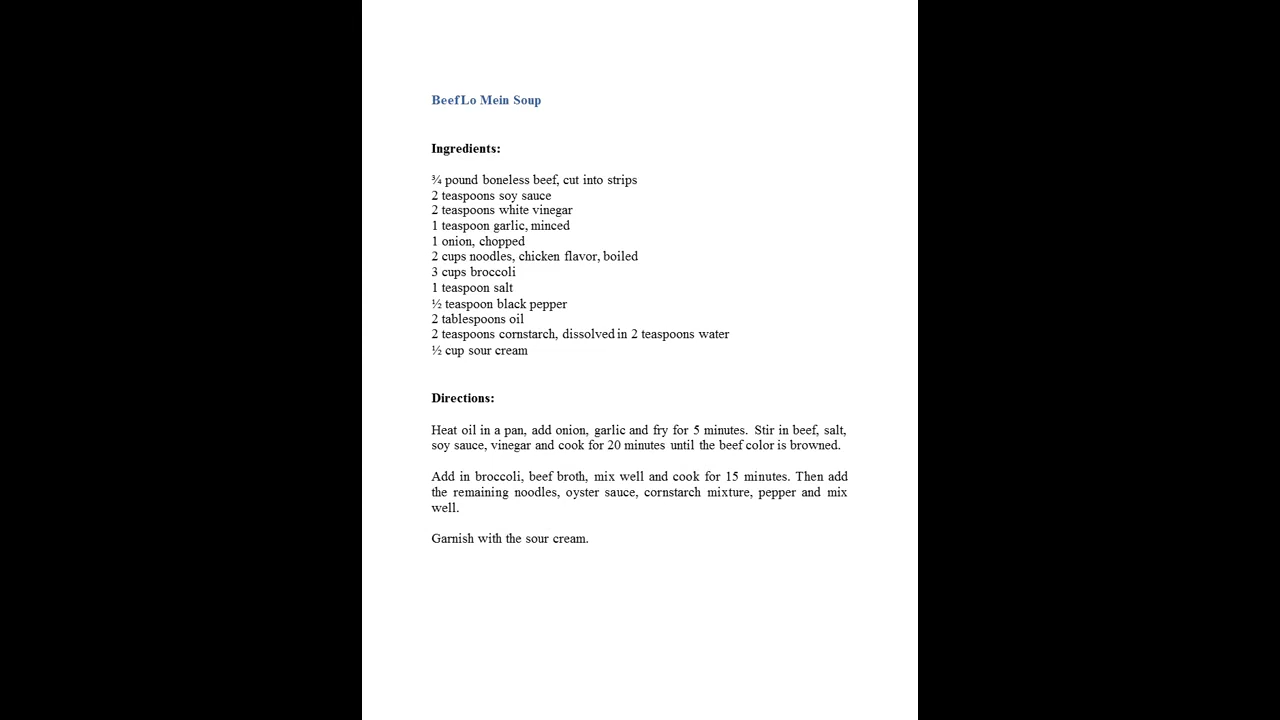 Beef Lo Mein Soup
Ingredients:
¾ pound boneless beef, cut into strips
2 teaspoons soy sauce
2 teaspoons white vinegar
1 teaspoon garlic, minced
1 onion, chopped
2 cups noodles, chicken flavor, boiled
3 cups broccoli
1 teaspoon salt
½ teaspoon black pepper
2 tablespoons oil
2 teaspoons cornstarch, dissolved in 2 teaspoons water
½ cup sour cream
Directions:
Heat oil in a pan, add onion, garlic and fry for 5 minutes. Stir in beef, salt,
soy sauce, vinegar and cook for 20 minutes until the beef color is browned.
Add in broccoli, beef broth, mix well and cook for 15 minutes. Then add
the remaining noodles, oyster sauce, cornstarch mixture, pepper and mix
well.
Garnish with the sour cream.